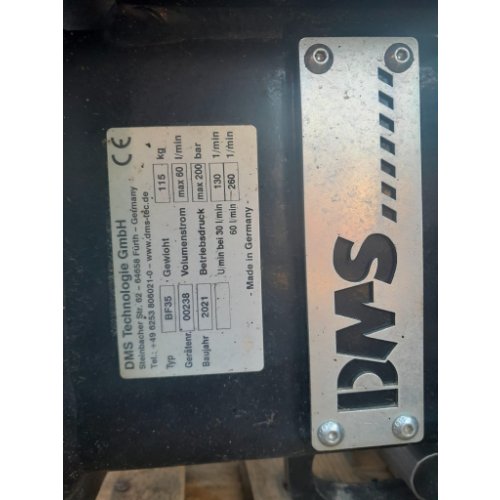 DMS Technologie GmbH
Steinbacher Str. 62 - 64658 Fürth - Germany
Tel.: +49 6253 806021-0 - www.dms-tec.de
CE
Typ BF35 Gewicht 115 kg
Gerätenr. 00238 Volumenstrom max 60 l/min
Baujahr 2021 Betriebsdruck max 200 bar
U/min bei 30 l/min 130 1/min
60 l/min 260 1/min
- Made in Germany -
DMS